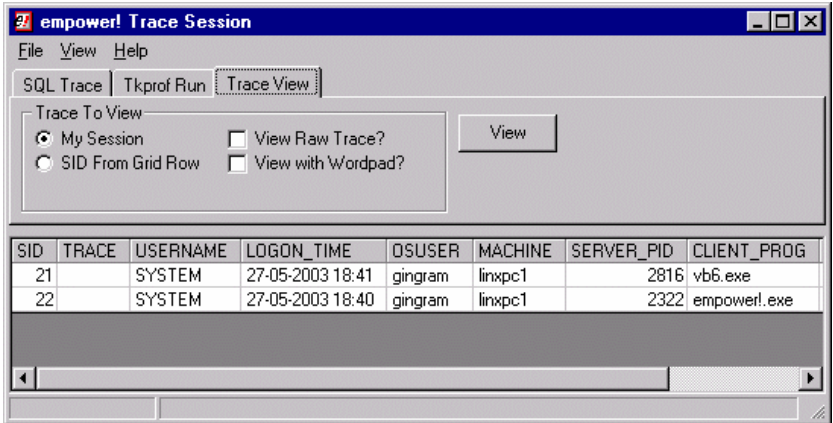 empower! Trace Session
File View Help
SQL Trace Tkprof Run Trace View
Trace To View
My Session View Raw Trace? View
SID From Grid Row View with Wordpad?
SID TRACE USERNAME LOGON_TIME OSUSER MACHINE SERVER_PID CLIENT_PROG
21 SYSTEM 27-05-2003 18:41 gingram linxpc1 2816 vb6.exe
22 SYSTEM 27-05-2003 18:40 gingram linxpc1 2322 empower!.exe